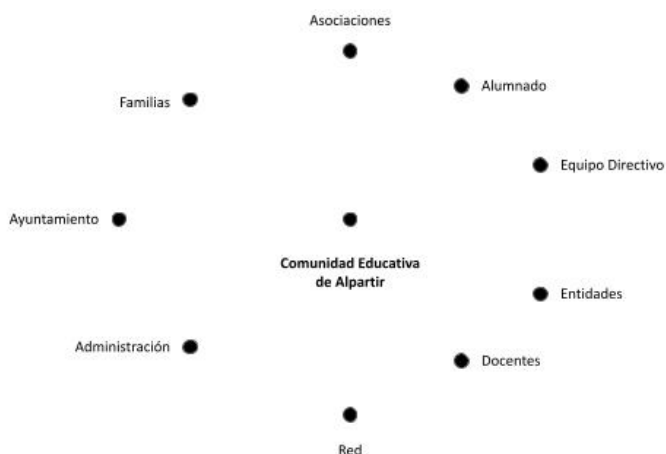 Asociaciones
Alumnado
Familias
Equipo Directivo
Ayuntamiento
Comunidad Educativa
de Alpartir
Entidades
Administración
Docentes
Red